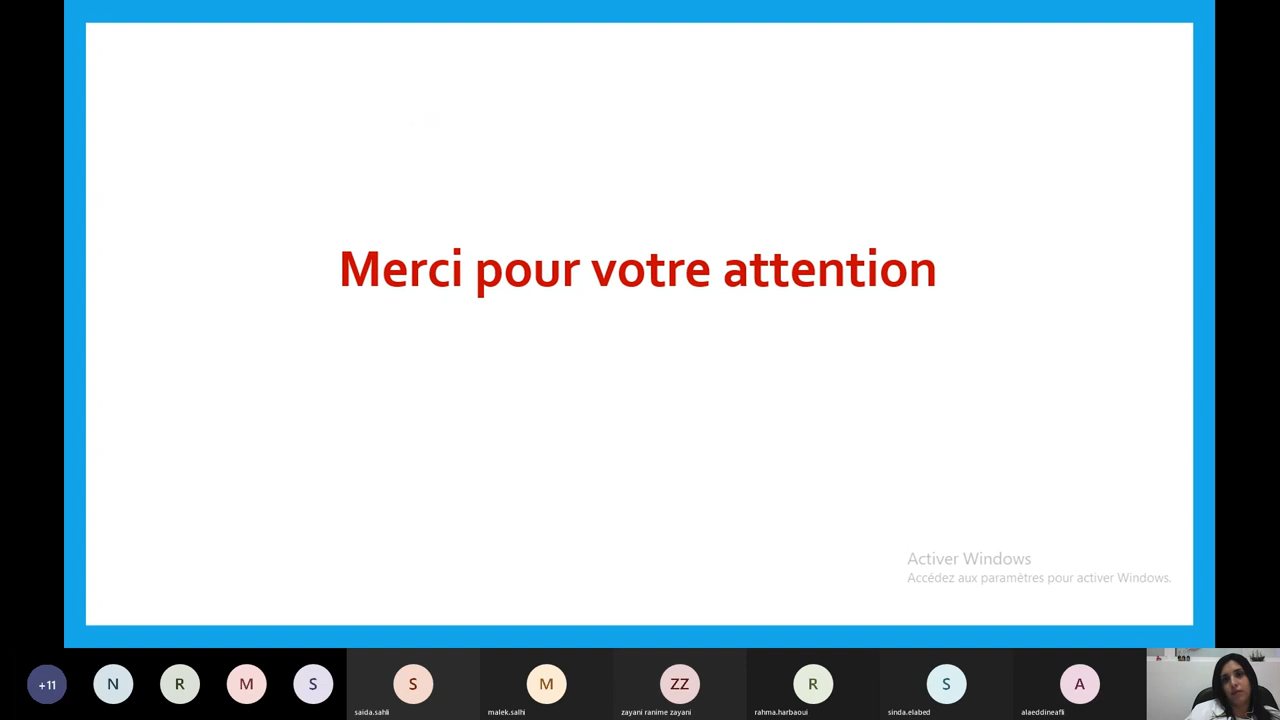 Merci pour votre attention
Activer Windows
Accédez aux paramètres pour activer Windows.
+11
N
R
M
S
S
M
ZZ
R
S
A
saida.sahli
malek.salhi
zayani ranime zayani
rahma.harbaoui
sinda.elabed
alaeddineafli